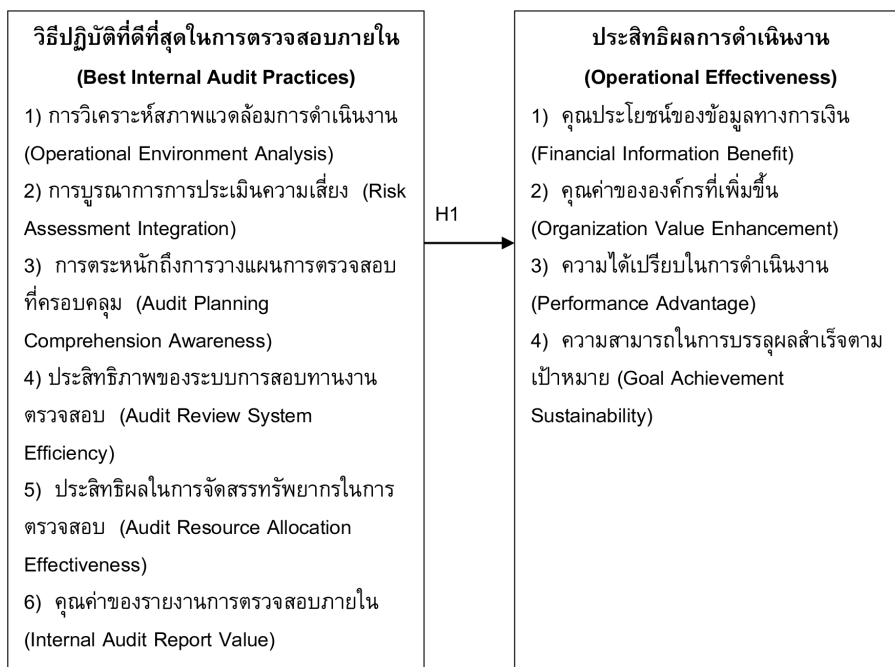 วิธีปฏิบัติที่ดีที่สุดในการตรวจสอบภายใน
(Best Internal Audit Practices)
1) การวิเคราะห์สภาพแวดล้อมการดำเนินงาน
(Operational Environment Analysis)
2) การบูรณาการการประเมินความเสี่ยง (Risk
Assessment Integration)
3) การตระหนักถึงการวางแผนการตรวจสอบ
ที่ครอบคลุม (Audit Planning
Comprehension Awareness)
4) ประสิทธิภาพของระบบการสอบทานงาน
ตรวจสอบ (Audit Review System
Efficiency)
5) ประสิทธิผลในการจัดสรรทรัพยากรในการ
ตรวจสอบ (Audit Resource Allocation
Effectiveness)
6) คุณค่าของรายงานการตรวจสอบภายใน
(Internal Audit Report Value)
H1
ประสิทธิผลการดำเนินงาน
(Operational Effectiveness)
1) คุณประโยชน์ของข้อมูลทางการเงิน
(Financial Information Benefit)
2) คุณค่าขององค์กรที่เพิ่มขึ้น
(Organization Value Enhancement)
3) ความได้เปรียบในการดำเนินงาน
(Performance Advantage)
4) ความสามารถในการบรรลุผลสำเร็จตาม
เป้าหมาย (Goal Achievement
Sustainability)